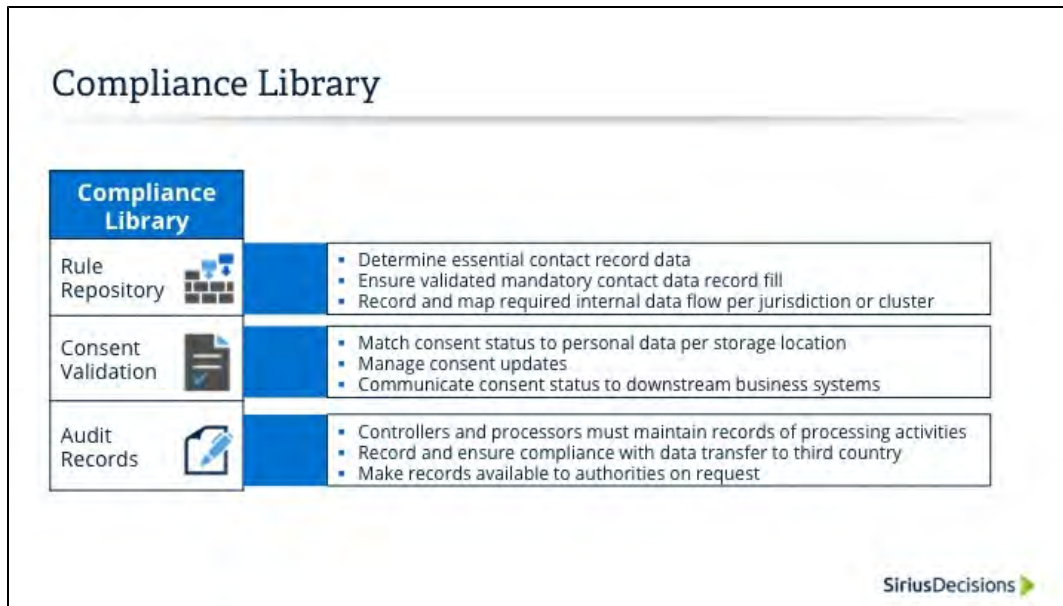 Compliance Library
Compliance
Library
Rule
Repository
Determine essential contact record data
Ensure validated mandatory contact data record fill
Record and map required internal data flow per jurisdiction or cluster
Consent
Validation
Match consent status to personal data per storage location
Manage consent updates
Communicate consent status to downstream business systems
Audit
Records
Controllers and processors must maintain records of processing activities
Record and ensure compliance with data transfer to third country
Make records available to authorities on request
SiriusDecisions